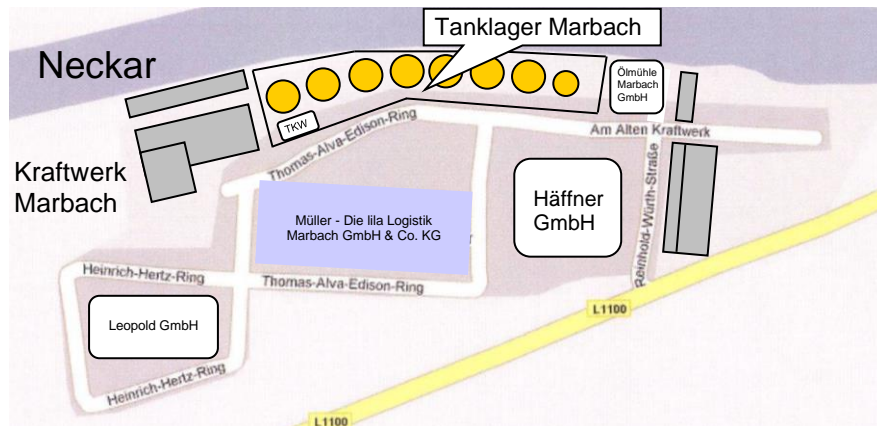 Tanklager Marbach
Neckar
Ölmühle
Marbach
GmbH
TKW
Thomas-Alva-Edison-Ring
Am Alten Kraftwerk
Kraftwerk
Marbach
Häffner
GmbH
Reinhold-Würth-Straße
Müller - Die lila Logistik
Marbach GmbH & Co. KG
Heinrich-Hertz-Ring
Thomas-Alva-Edison-Ring
L1100
Leopold GmbH
Heinrich-Hertz-Ring
L1100